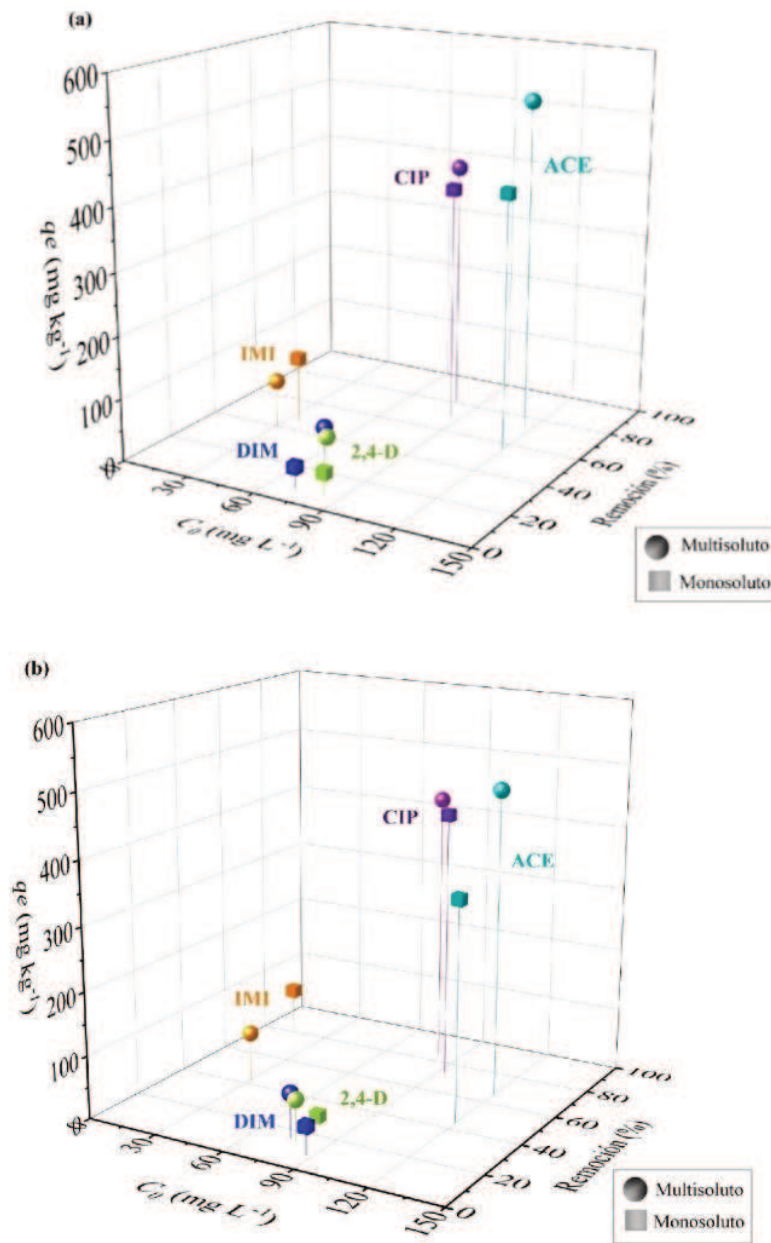 (a)
600
500
400
300
200
100
0
qe (mg kg⁻¹)
CIP
ACE
IMI
DIM
2,4-D
0
30
60
90
120
150
C₀ (mg L⁻¹)
0
20
40
60
80
100
Remoción (%)
Multisoluto
Monosoluto
(b)
600
500
400
300
200
100
0
qe (mg kg⁻¹)
CIP
ACE
IMI
DIM
2,4-D
0
30
60
90
120
150
C₀ (mg L⁻¹)
0
20
40
60
80
100
Remoción (%)
Multisoluto
Monosoluto